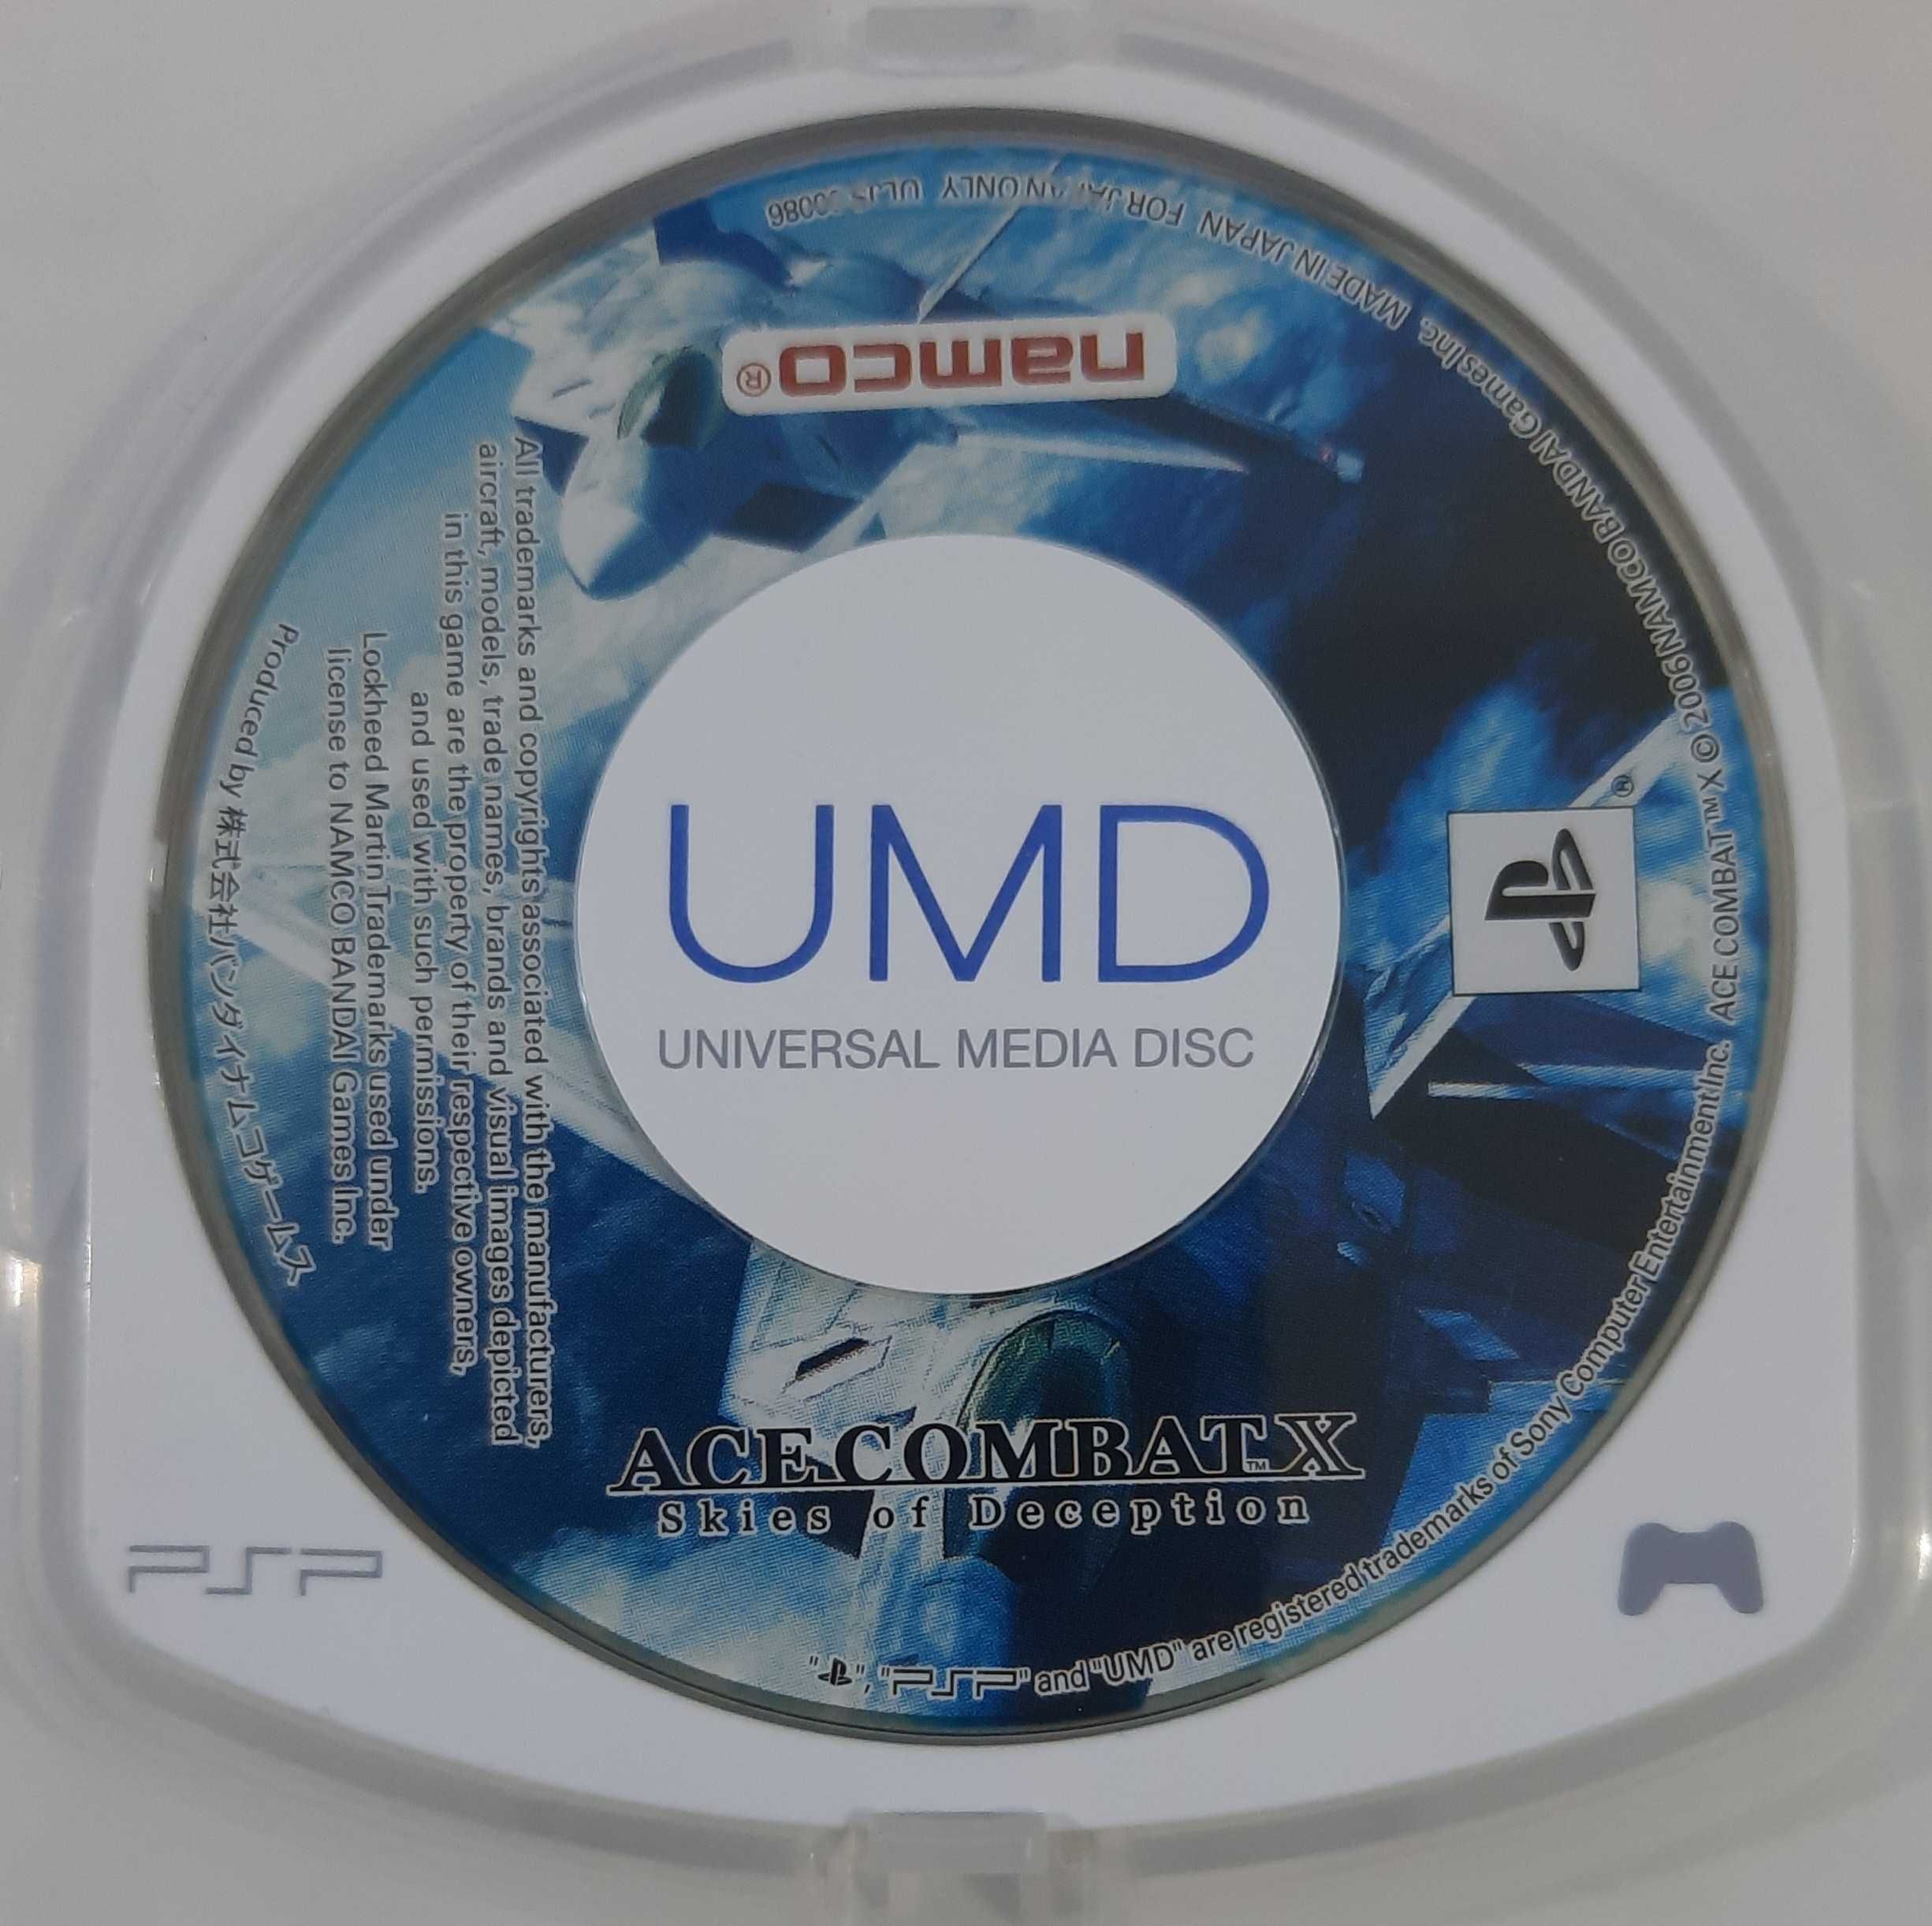 UMD
UNIVERSAL MEDIA DISC
ACE COMBAT™ X
Skies of Deception
namco®
All trademarks and copyrights associated with the manufacturers,
aircraft, models, trade names, brands and visual images depicted
in this game are the property of their respective owners,
and used with such permissions.
Lockheed Martin Trademarks used under
license to NAMCO BANDAI Games Inc.
Produced by 株式会社バンダイナムコゲームス
" ", "PSP" and "UMD" are registered trademarks of Sony Computer Entertainment Inc. ACE COMBAT™ X © 2006 NAMCO BANDAI Games Inc. MADE IN JAPAN FOR JAPAN ONLY
PSP
®